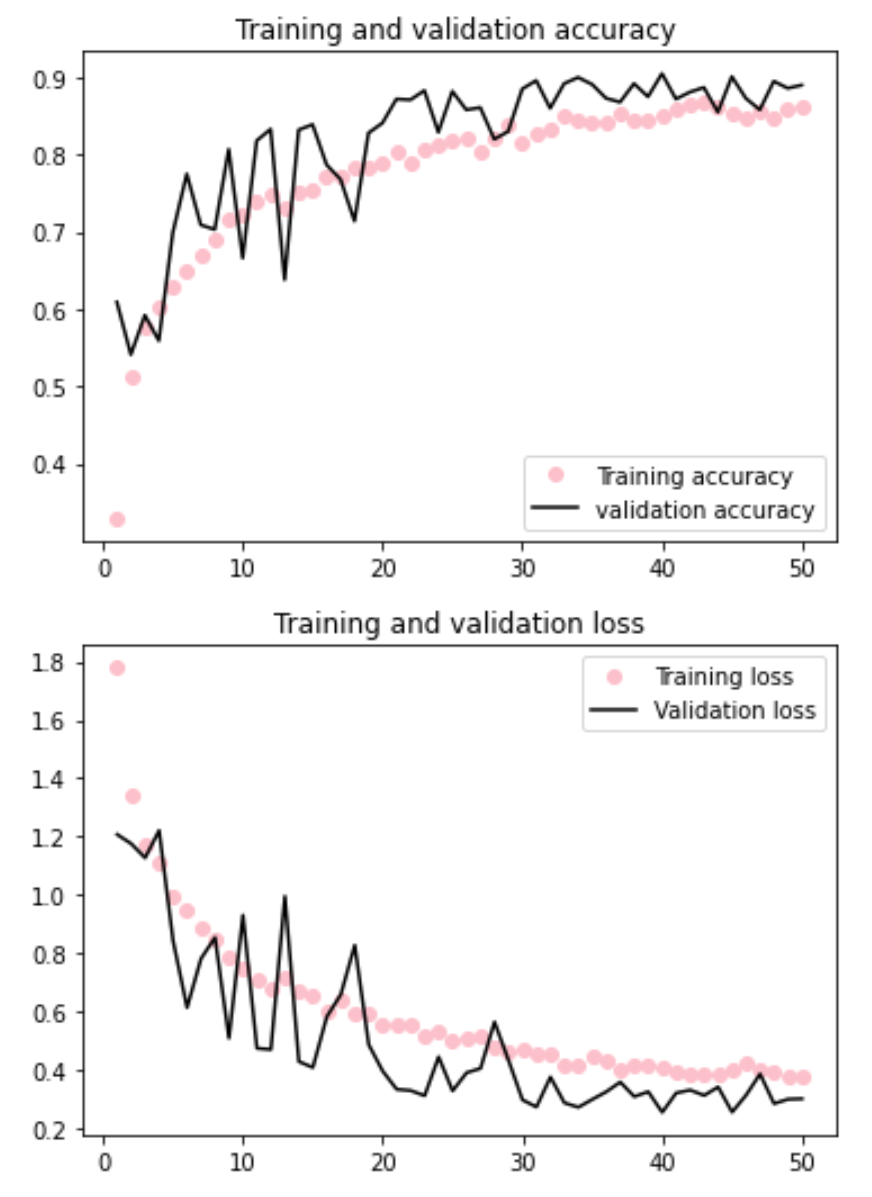 Training and validation accuracy
0.9
0.8
0.7
0.6
0.5
0.4
Training accuracy
validation accuracy
0 10 20 30 40 50
Training and validation loss
1.8
1.6
1.4
1.2
1.0
0.8
0.6
0.4
0.2
Training loss
Validation loss
0 10 20 30 40 50